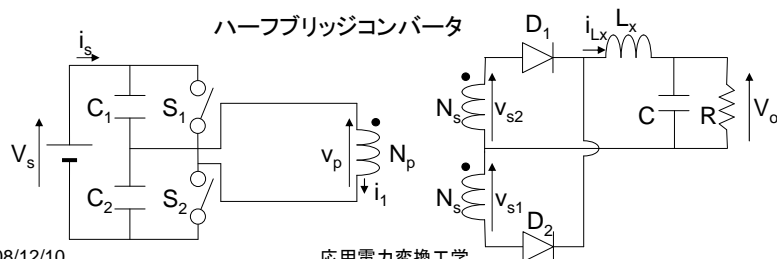 ハーフブリッジコンバータ
i_s
C_1
S_1
V_s
C_2
S_2
v_p
N_p
i_1
D_1
i_Lx
L_x
N_s
v_s2
C
R
V_o
N_s
v_s1
D_2
08/12/10
応用電力変換工学